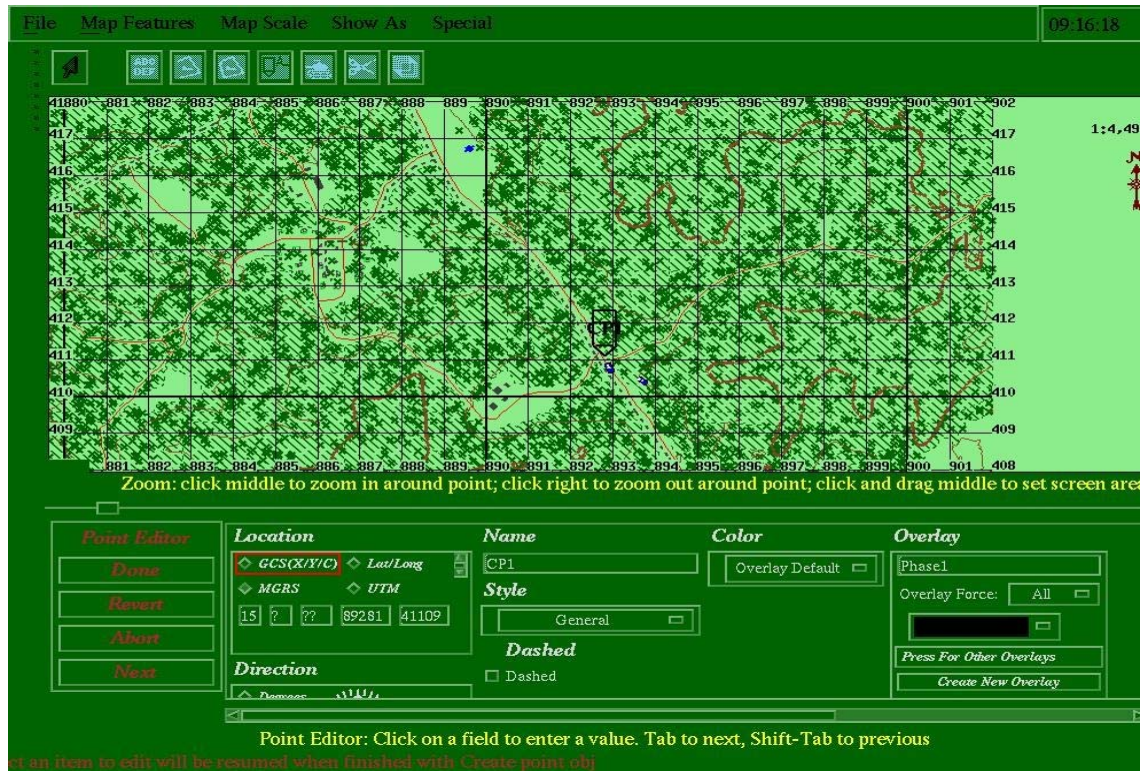 File Map Features Map Scale Show As Special 09:16:18
ABC
DEF
41880 881 882 883 884 885 886 887 888 889 890 891 892 893 894 895 896 897 898 899 900 901 902
417 417
1:4,49
416 416
N
415 415
414 414
413 413
412 412
411 411
410 410
409 409
881 882 883 884 885 886 887 888 889 890 891 892 893 894 895 896 897 898 899 900 901 408
Zoom: click middle to zoom in around point; click right to zoom out around point; click and drag middle to set screen area
Point Editor
Done
Revert
Abort
Next
Location
GCS(X/Y/C) Lat/Long
MGRS UTM
15 ? ?? 89281 41109
Direction
Degrees
Name
CP1
Style
General
Dashed
Dashed
Color
Overlay Default
Overlay
Phase1
Overlay Force: All
Press For Other Overlays
Create New Overlay
Point Editor: Click on a field to enter a value. Tab to next, Shift-Tab to previous
ct an item to edit will be resumed when finished with Create point obj